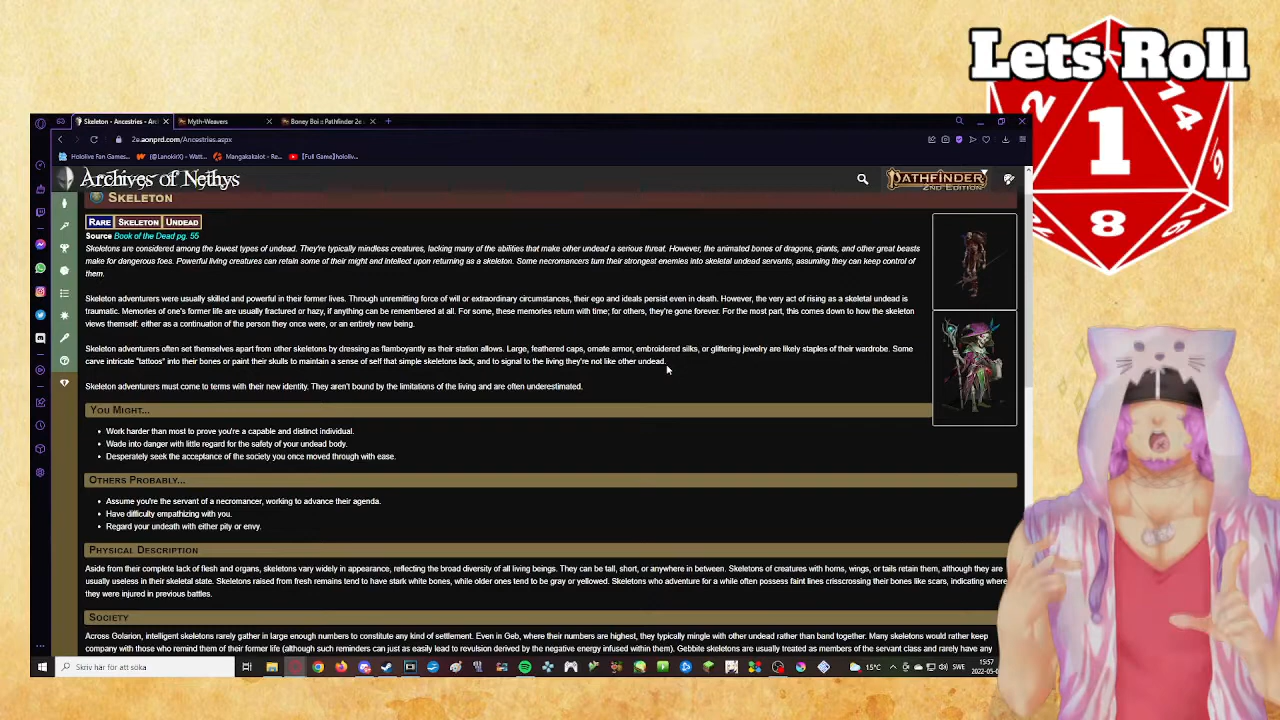 Lets Roll
2
14
1
8
16
Skeleton - Ancestries - Arc
Myth-Weavers
Boney Boi :: Pathfinder 2e
2e.aonprd.com/Ancestries.aspx
Hololive Fan Games...
(@LanokirX) - Watt...
Mangakakalot - Re...
[Full Game]hololiv...
Archives of Nethys
PATHFINDER
2ND EDITION
SKELETON
RARE SKELETON UNDEAD
Source Book of the Dead pg. 55
Skeletons are considered among the lowest types of undead. They're typically mindless creatures, lacking many of the abilities that make other undead a serious threat. However, the animated bones of dragons, giants, and other great beasts
make for dangerous foes. Powerful living creatures can retain some of their might and intellect upon returning as a skeleton. Some necromancers turn their strongest enemies into skeletal undead servants, assuming they can keep control of
them.
Skeleton adventurers were usually skilled and powerful in their former lives. Through unremitting force of will or extraordinary circumstances, their ego and ideals persist even in death. However, the very act of rising as a skeletal undead is
traumatic. Memories of one's former life are usually fractured or hazy, if anything can be remembered at all. For some, these memories return with time; for others, they're gone forever. For the most part, this comes down to how the skeleton
views themself: either as a continuation of the person they once were, or an entirely new being.
Skeleton adventurers often set themselves apart from other skeletons by dressing as flamboyantly as their station allows. Large, feathered caps, ornate armor, embroidered silks, or glittering jewelry are likely staples of their wardrobe. Some
carve intricate "tattoos" into their bones or paint their skulls to maintain a sense of self that simple skeletons lack, and to signal to the living they're not like other undead.
Skeleton adventurers must come to terms with their new identity. They aren't bound by the limitations of the living and are often underestimated.
YOU MIGHT...
• Work harder than most to prove you're a capable and distinct individual.
• Wade into danger with little regard for the safety of your undead body.
• Desperately seek the acceptance of the society you once moved through with ease.
OTHERS PROBABLY...
• Assume you're the servant of a necromancer, working to advance their agenda.
• Have difficulty empathizing with you.
• Regard your undeath with either pity or envy.
PHYSICAL DESCRIPTION
Aside from their complete lack of flesh and organs, skeletons vary widely in appearance, reflecting the broad diversity of all living beings. They can be tall, short, or anywhere in between. Skeletons of creatures with horns, wings, or tails retain them, although they are
usually useless in their skeletal state. Skeletons raised from fresh remains tend to have stark white bones, while older ones tend to be gray or yellowed. Skeletons who adventure for a while often possess faint lines crisscrossing their bones like scars, indicating where
they were injured in previous battles.
SOCIETY
Across Golarion, intelligent skeletons rarely gather in large enough numbers to constitute any kind of settlement. Even in Geb, where their numbers are highest, they typically mingle with other undead rather than band together. Many skeletons would rather keep
company with those who remind them of their former life (although such reminders can just as easily lead to revulsion derived by the negative energy infused within them). Gebbite skeletons are usually treated as members of the servant class and rarely have any
Skriv här för att söka
15°C
SWE
15:57
2022-05-0